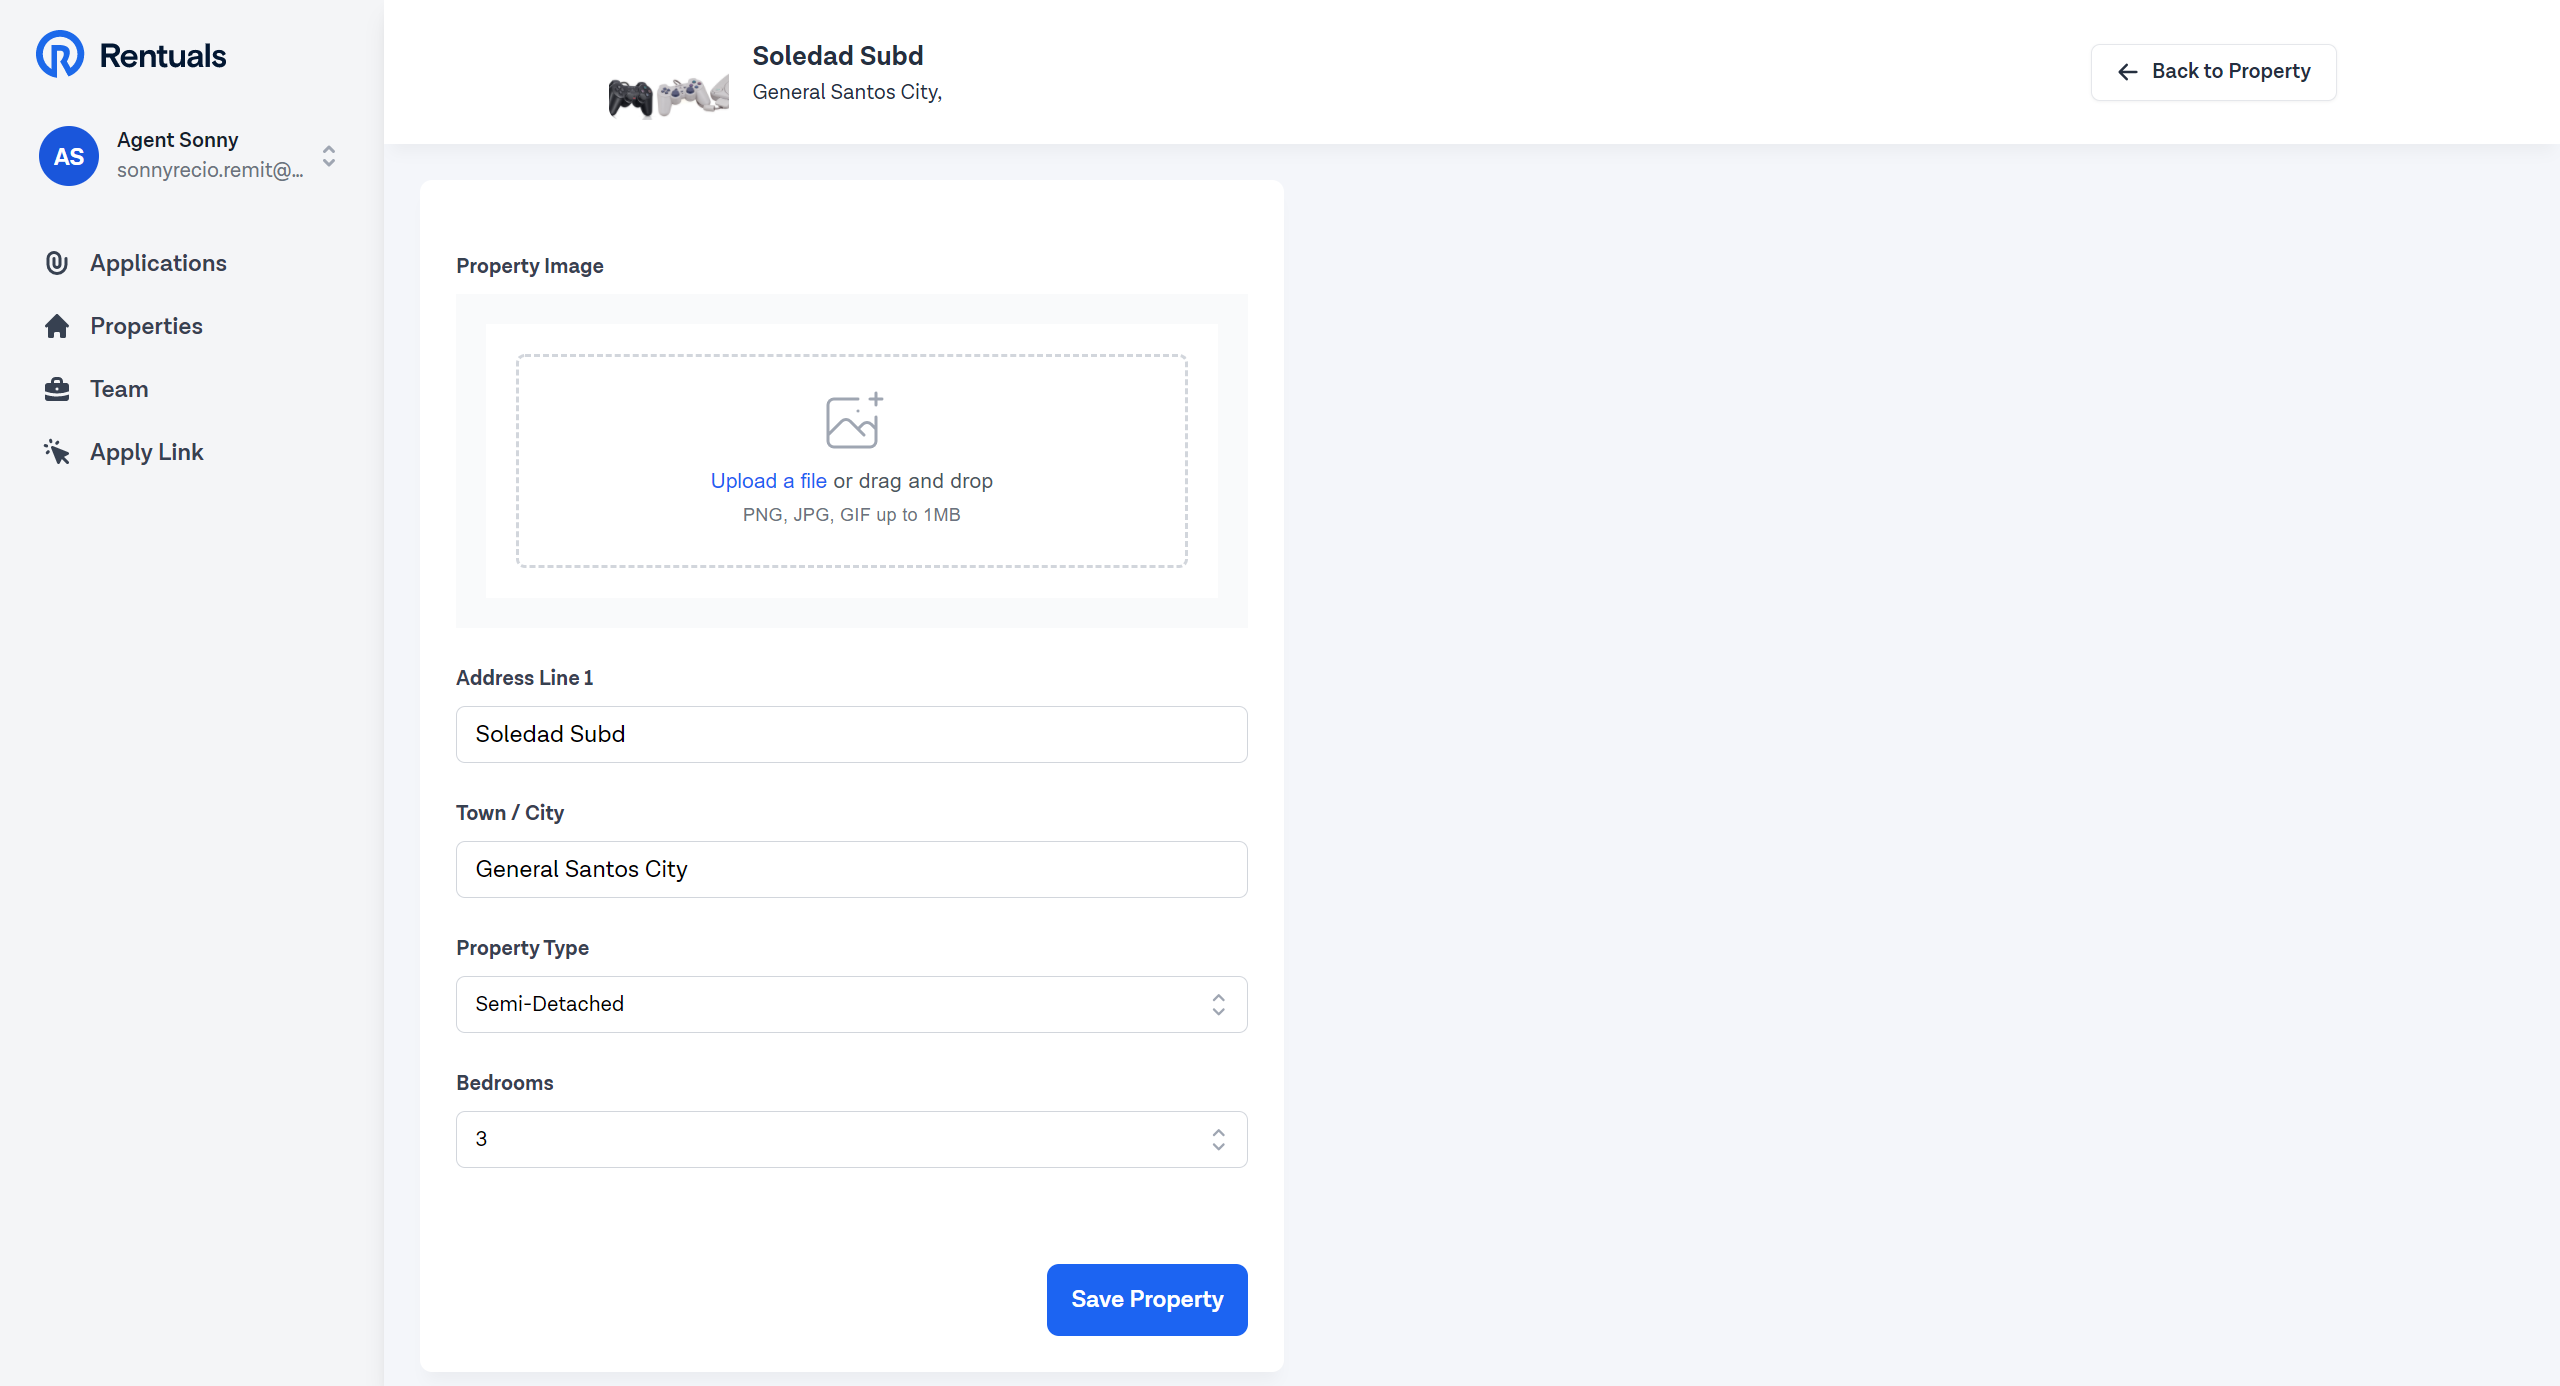 Rentuals
AS
Agent Sonny
sonnyrecio.remit@...
Applications
Properties
Team
Apply Link
Soledad Subd
General Santos City,
Back to Property
Property Image
Upload a file or drag and drop
PNG, JPG, GIF up to 1MB
Address Line 1
Soledad Subd
Town / City
General Santos City
Property Type
Semi-Detached
Bedrooms
3
Save Property